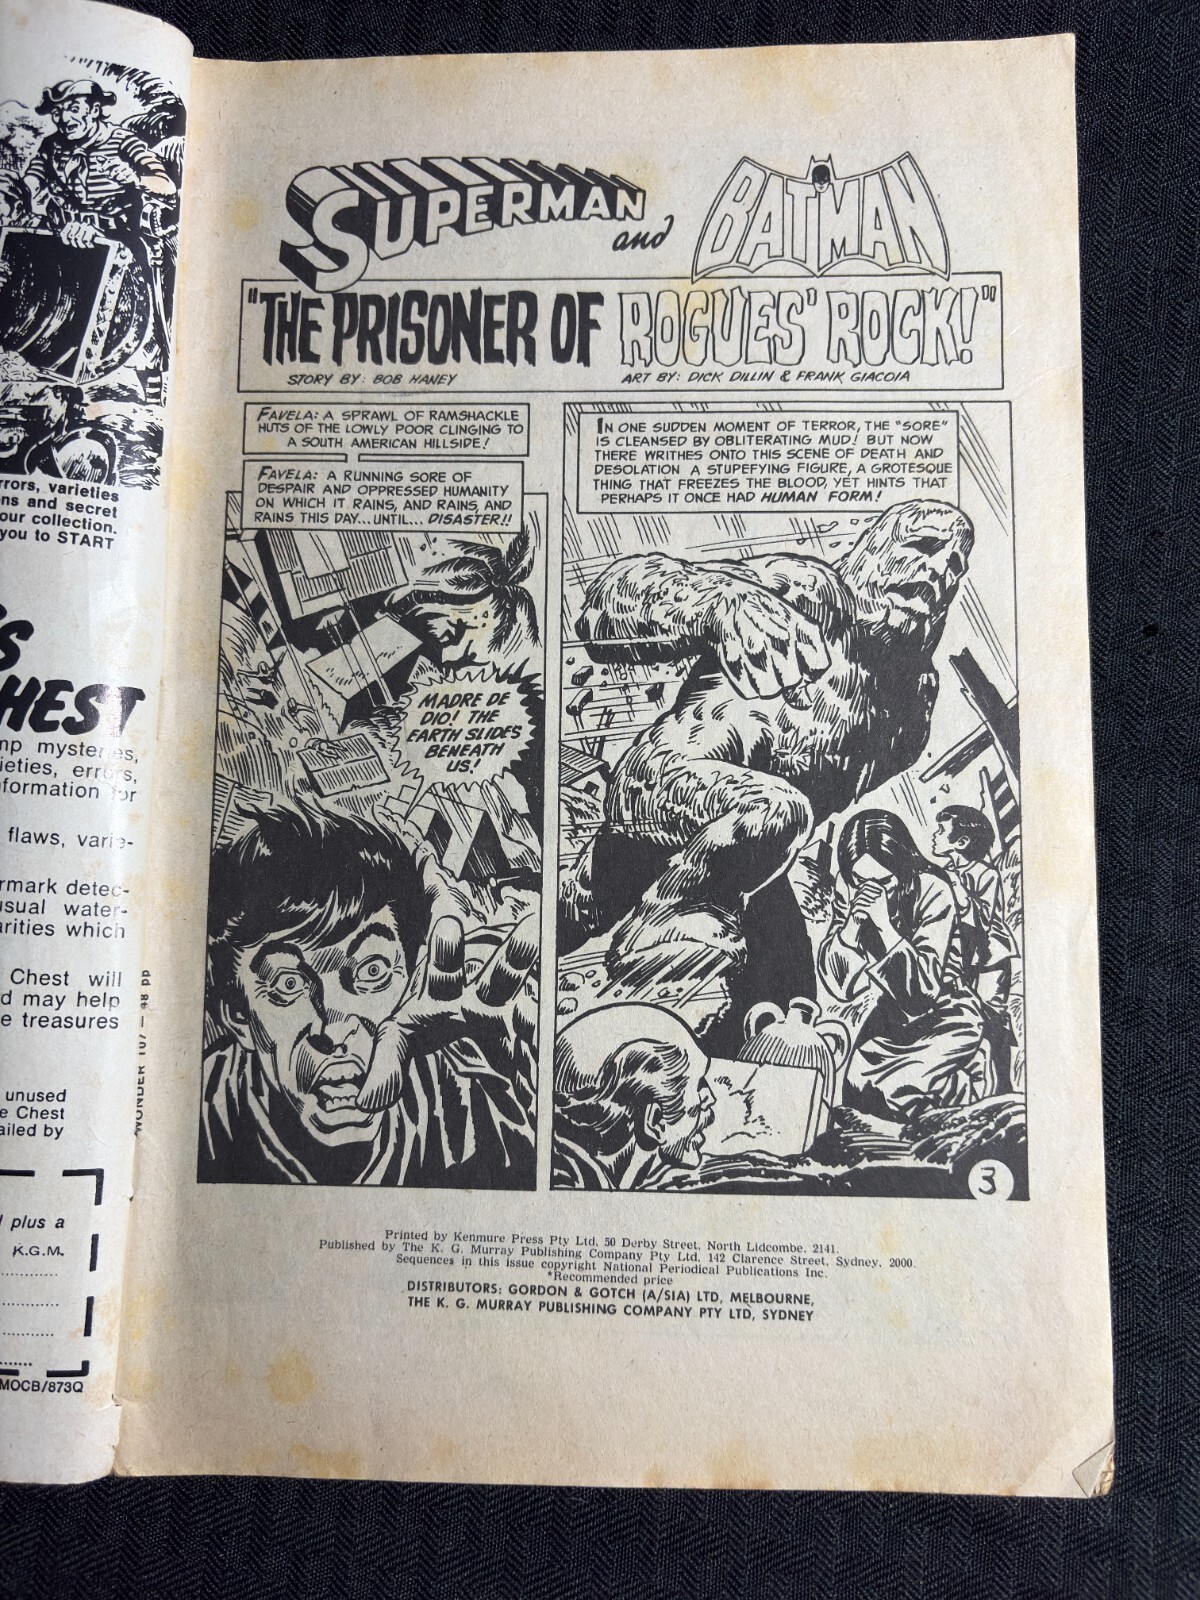 rrors, varieties
ns and secret
our collection.
you to START
'S
HEST
mp mysteries,
ieties, errors,
nformation for
flaws, varie-
rmark detec-
usual water-
arities which
Chest will
d may help
e treasures
unused
e Chest
ailed by
plus a
K.G.M.
MOCB/873Q
WONDER 107 — 48 pp
SUPERMAN and BATMAN
"THE PRISONER OF ROGUES' ROCK!"
STORY BY: BOB HANEY ART BY: DICK DILLIN & FRANK GIACOIA
FAVELA: A SPRAWL OF RAMSHACKLE
HUTS OF THE LOWLY POOR CLINGING TO
A SOUTH AMERICAN HILLSIDE!
FAVELA: A RUNNING SORE OF
DESPAIR AND OPPRESSED HUMANITY
ON WHICH IT RAINS, AND RAINS, AND
RAINS THIS DAY... UNTIL... DISASTER!!
MADRE DE
DIO! THE
EARTH SLIDES
BENEATH
US!
IN ONE SUDDEN MOMENT OF TERROR, THE "SORE"
IS CLEANSED BY OBLITERATING MUD! BUT NOW
THERE WRITHES ONTO THIS SCENE OF DEATH AND
DESOLATION A STUPEFYING FIGURE, A GROTESQUE
THING THAT FREEZES THE BLOOD, YET HINTS THAT
PERHAPS IT ONCE HAD HUMAN FORM!
3
Printed by Kenmure Press Pty Ltd, 50 Derby Street, North Lidcombe. 2141.
Published by The K. G. Murray Publishing Company Pty Ltd, 142 Clarence Street, Sydney. 2000.
Sequences in this issue copyright National Periodical Publications Inc.
*Recommended price
DISTRIBUTORS: GORDON & GOTCH (A/SIA) LTD, MELBOURNE,
THE K. G. MURRAY PUBLISHING COMPANY PTY LTD, SYDNEY